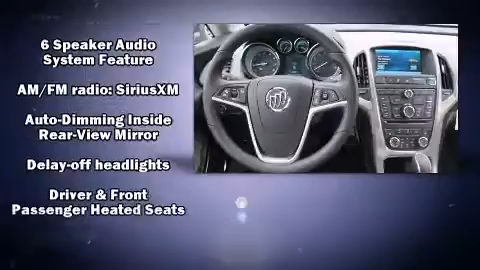 6 Speaker Audio
System Feature
AM/FM radio: SiriusXM
Auto-Dimming Inside
Rear-View Mirror
Delay-off headlights
Driver & Front
Passenger Heated Seats